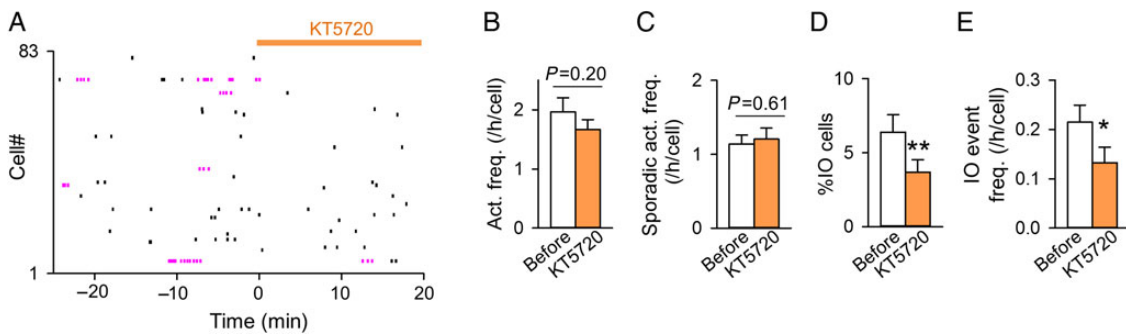 A
KT5720
83
Cell#
1
–20
–10
0
10
20
Time (min)
B
Act. freq. (/h/cell)
3
2
1
0
P=0.20
Before
KT5720
C
Sporadic act. freq.
(/h/cell)
2
1
0
P=0.61
Before
KT5720
D
%IO cells
10
5
0
**
Before
KT5720
E
IO event
freq. (/h/cell)
0.3
0.2
0.1
0.0
*
Before
KT5720